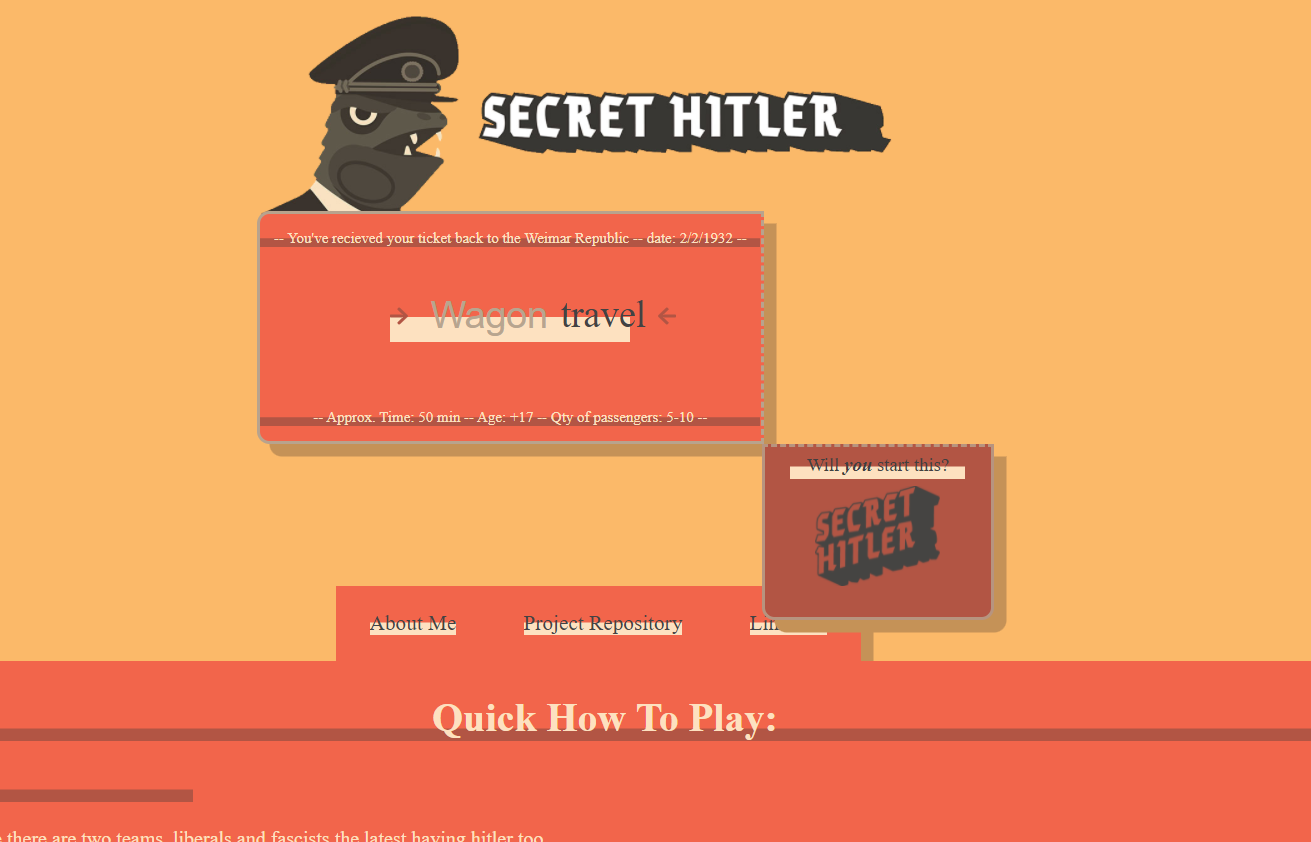 SECRET HITLER
-- You've recieved your ticket back to the Weimar Republic -- date: 2/2/1932 --
Wagon travel
-- Approx. Time: 50 min -- Age: +17 -- Qty of passengers: 5-10 --
Will you start this?
SECRET
HITLER
About Me Project Repository
Quick How To Play:
there are two teams, liberals and fascists the latest having hitler too